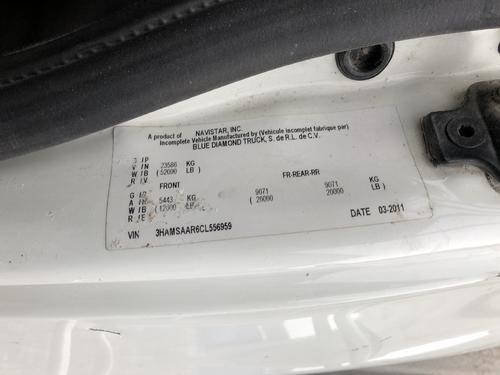 A product of NAVISTAR, INC.
Incomplete Vehicle Manufactured by (Vehicule incomplet fabrique par)
BLUE DIAMOND TRUCK, S. de R.L. de C.V.
23586 KG
W B (52000 LB)
FRONT FR-REAR-RR
5443 KG 9071 9071 KG
(12000 LB) (20000 20000 LB)
DATE 03-2011
VIN 3HAMSAAR6CL556959